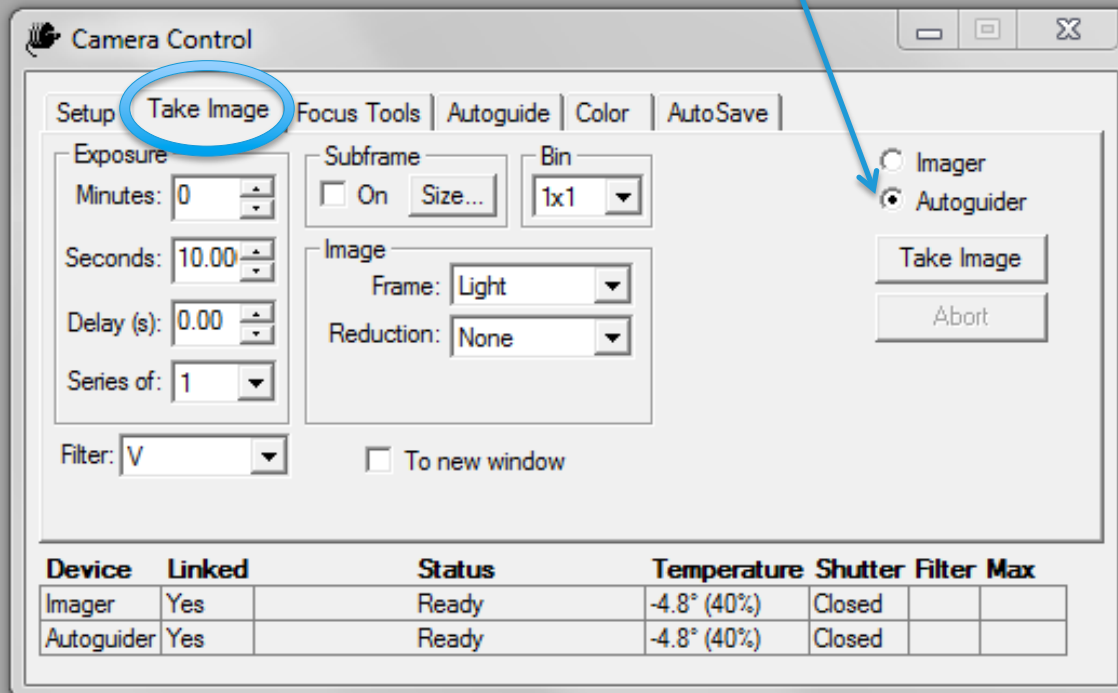 Camera Control
Setup Take Image Focus Tools Autoguide Color AutoSave
Exposure
Minutes: 0
Seconds: 10.00
Delay (s): 0.00
Series of: 1
Filter: V
Subframe
On Size...
Bin
1x1
Image
Frame: Light
Reduction: None
To new window
Imager
Autoguider
Take Image
Abort
Device Linked Status Temperature Shutter Filter Max
Imager Yes Ready -4.8° (40%) Closed
Autoguider Yes Ready -4.8° (40%) Closed